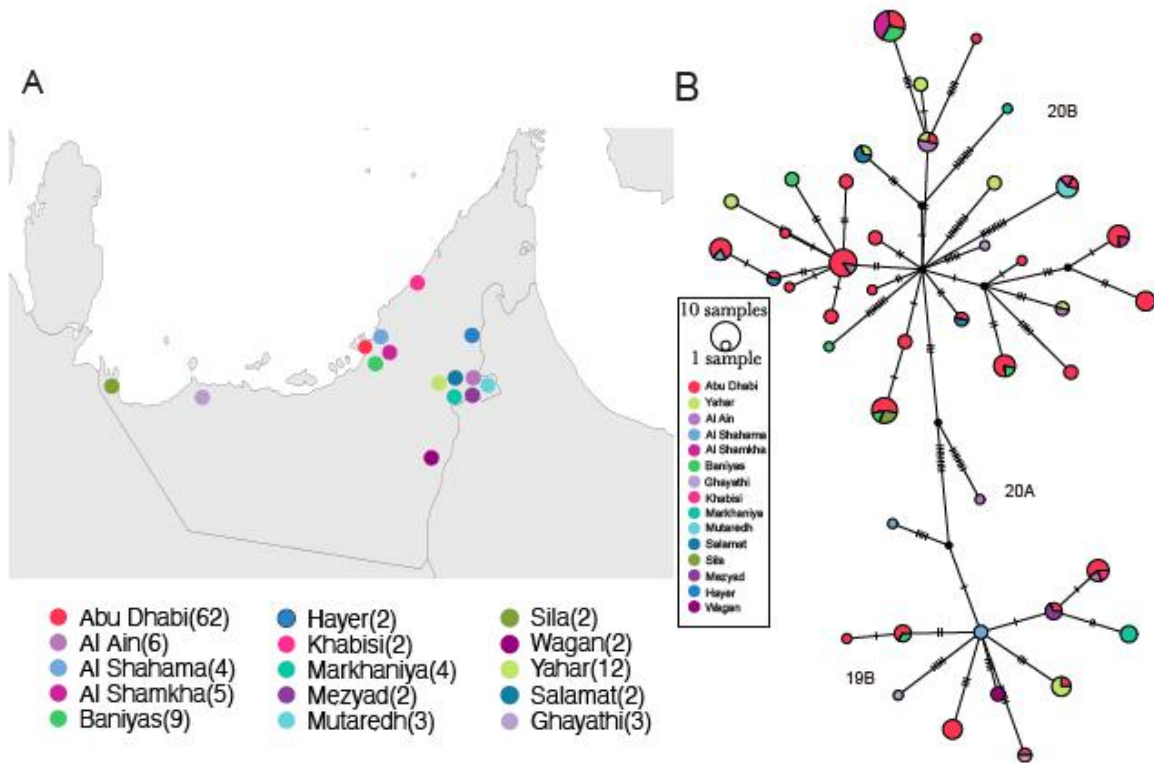 A
Abu Dhabi(62)
Al Ain(6)
Al Shahama(4)
Al Shamkha(5)
Baniyas(9)
Hayer(2)
Khabisi(2)
Markhaniya(4)
Mezyad(2)
Mutaredh(3)
Sila(2)
Wagan(2)
Yahar(12)
Salamat(2)
Ghayathi(3)
B
20B
20A
19B
10 samples
1 sample
Abu Dhabi
Yahar
Al Ain
Al Shahama
Al Shamkha
Baniyas
Ghayathi
Khabisi
Markhaniya
Mutaredh
Salamat
Sila
Mezyad
Hayer
Wagan